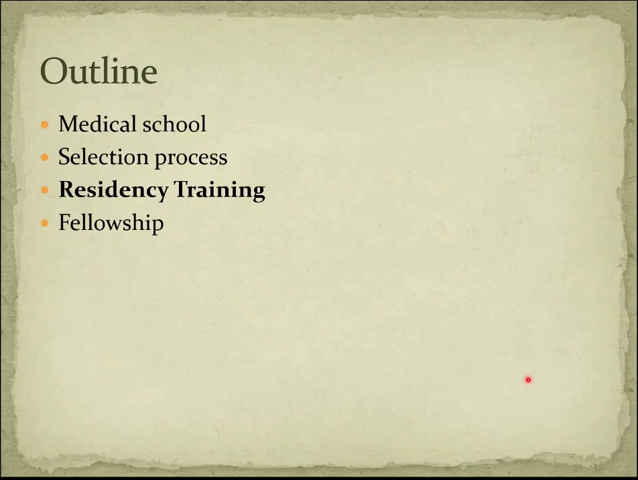 Outline
Medical school
Selection process
Residency Training
Fellowship